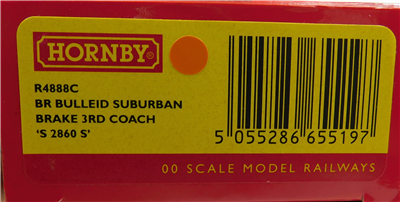 HORNBY®
R4888C
BR BULLEID SUBURBAN
BRAKE 3RD COACH
‘S 2860 S’
5 055286 655197
00 SCALE MODEL RAILWAYS